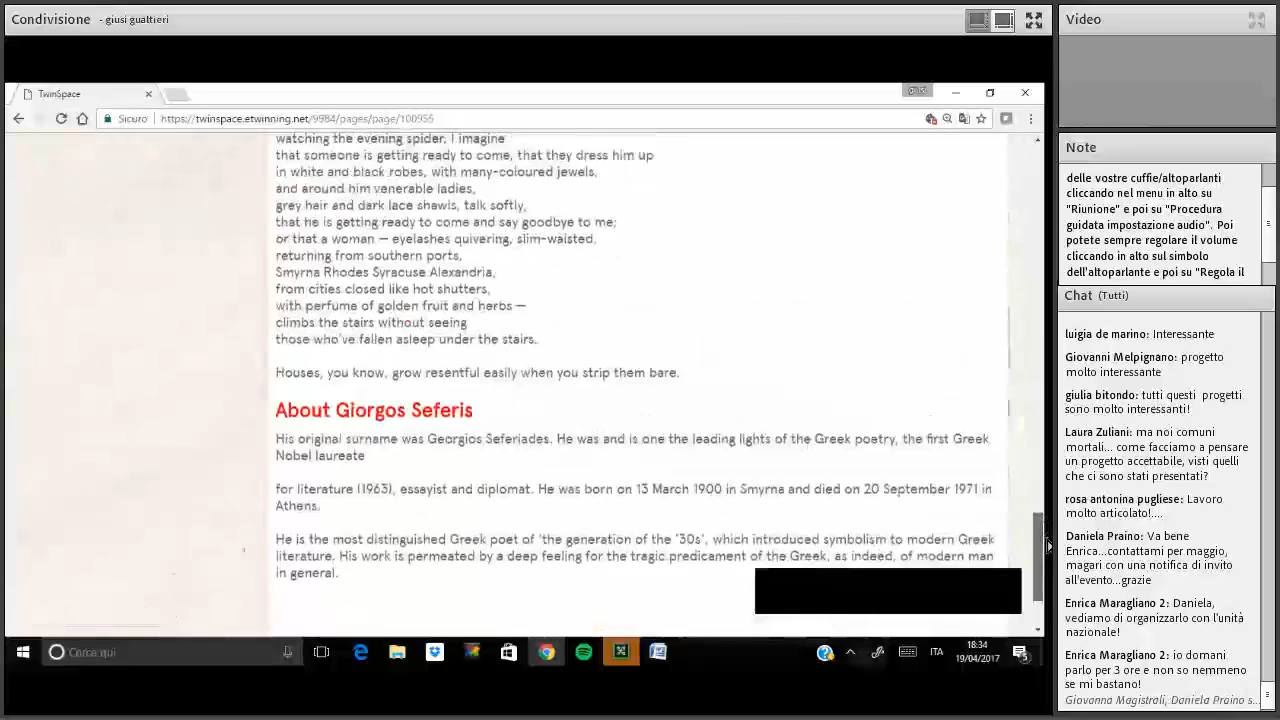 Condivisione - giusi gualtieri
TwinSpace
giusi
Sicuro https://twinspace.etwinning.net/9984/pages/page/100955
watching the evening spider, I imagine
that someone is getting ready to come, that they dress him up
in white and black robes, with many-coloured jewels,
and around him venerable ladies,
grey hair and dark lace shawls, talk softly,
that he is getting ready to come and say goodbye to me;
or that a woman — eyelashes quivering, slim-waisted,
returning from southern ports,
Smyrna Rhodes Syracuse Alexandria,
from cities closed like hot shutters,
with perfume of golden fruit and herbs —
climbs the stairs without seeing
those who've fallen asleep under the stairs.
Houses, you know, grow resentful easily when you strip them bare.
About Giorgos Seferis
His original surname was Georgios Seferiades. He was and is one the leading lights of the Greek poetry, the first Greek
Nobel laureate
for literature (1963), essayist and diplomat. He was born on 13 March 1900 in Smyrna and died on 20 September 1971 in
Athens.
He is the most distinguished Greek poet of 'the generation of the '30s', which introduced symbolism to modern Greek
literature. His work is permeated by a deep feeling for the tragic predicament of the Greek, as indeed, of modern man
in general.
Cerca qui
ITA
18:34
19/04/2017
Video
Note
delle vostre cuffie/altoparlanti
cliccando nel menu in alto su
"Riunione" e poi su "Procedura
guidata impostazione audio". Poi
potete sempre regolare il volume
cliccando in alto sul simbolo
dell'altoparlante e poi su "Regola il
Chat (Tutti)
luigia de marino: Interessante
Giovanni Melpignano: progetto
molto interessante
giulia bitondo: tutti questi progetti
sono molto interessanti!
Laura Zuliani: ma noi comuni
mortali... come facciamo a pensare
un progetto accettabile, visti quelli
che ci sono stati presentati?
rosa antonina pugliese: Lavoro
molto articolato!....
Daniela Praino: Va bene
Enrica...contattami per maggio,
magari con una notifica di invito
all'evento...grazie
Enrica Maragliano 2: Daniela,
vediamo di organizzarlo con l'unità
nazionale!
Enrica Maragliano 2: io domani
parlo per 3 ore e non so nemmeno
se mi bastano!
Giovanna Magistrali, Daniela Praino s...